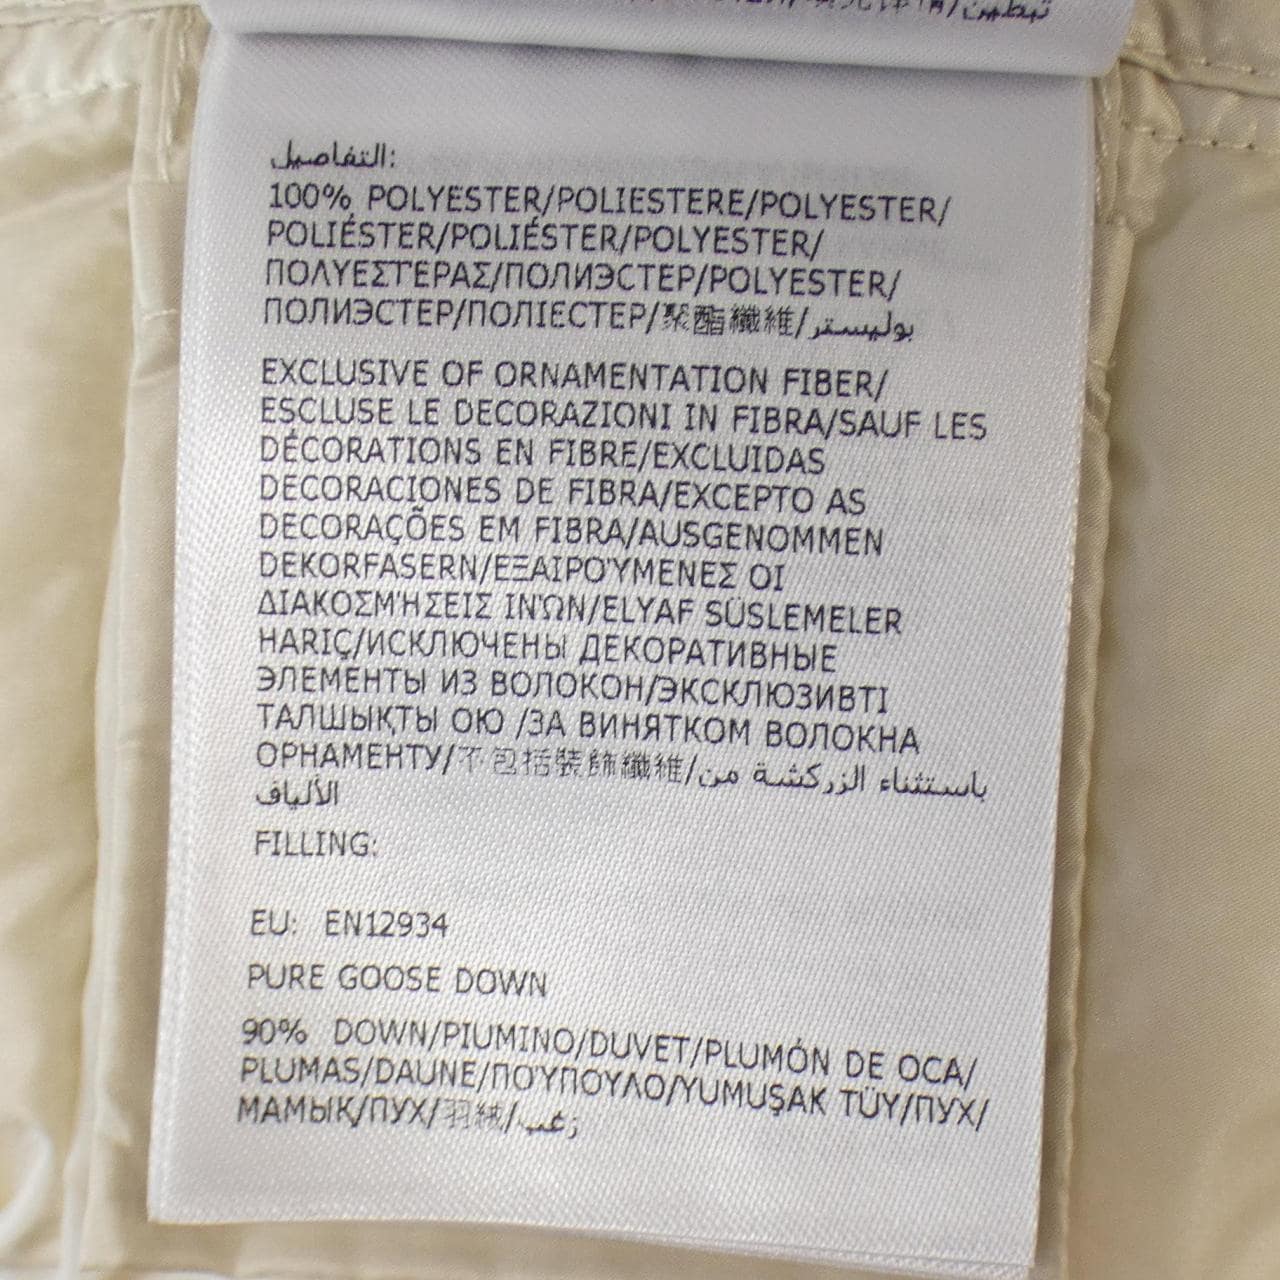 تبطين/
التفاصيل:
100% POLYESTER/POLIESTERE/POLYESTER/
POLIÉSTER/POLIÉSTER/POLYESTER/
ΠΟΛΥΕΣΤΕΡΑΣ/ПОЛИЭСТЕР/POLYESTER/
ПОЛИЭСТЕР/ПОЛІЕСТЕР/聚酯纖維/بوليستر
EXCLUSIVE OF ORNAMENTATION FIBER/
ESCLUSE LE DECORAZIONI IN FIBRA/SAUF LES
DÉCORATIONS EN FIBRE/EXCLUIDAS
DECORACIONES DE FIBRA/EXCEPTO AS
DECORAÇÕES EM FIBRA/AUSGENOMMEN
DEKORFASERN/ΕΞΑΙΡΟΎΜΕΝΕΣ ΟΙ
ΔΙΑΚΟΣΜΉΣΕΙΣ ΙΝΏΝ/ELYAF SÜSLEMELER
HARIÇ/ИСКЛЮЧЕНЫ ДЕКОРАТИВНЫЕ
ЭЛЕМЕНТЫ ИЗ ВОЛОКОН/ЭКСКЛЮЗИВТІ
ТАЛШЫҚТЫ ОЮ /ЗА ВИНЯТКОМ ВОЛОКНА
ОРНАМЕНТУ/不包括裝飾纖維/باستثناء الزركشة من
الألياف
FILLING:
EU: EN12934
PURE GOOSE DOWN
90% DOWN/PIUMINO/DUVET/PLUMÓN DE OCA/
PLUMAS/DAUNE/ΠΟΎΠΟΥΛΟ/YUMUŞAK TÜY/ПУХ/
МАМЫҚ/ПУХ/羽絨/زغب